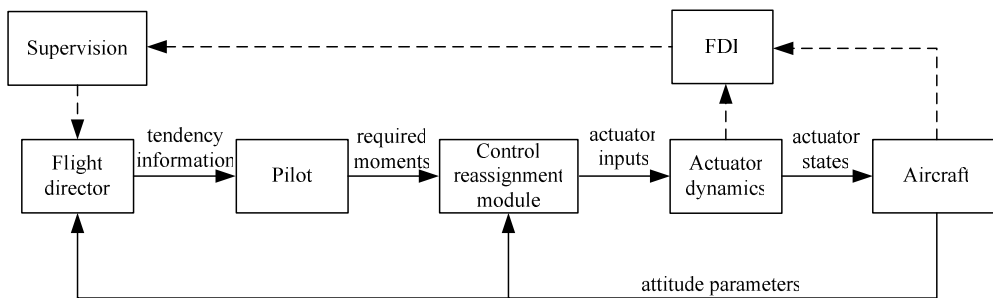 Supervision
FDI
tendency
information
required
moments
actuator
inputs
actuator
states
Flight
director
Pilot
Control
reassignment
module
Actuator
dynamics
Aircraft
attitude parameters